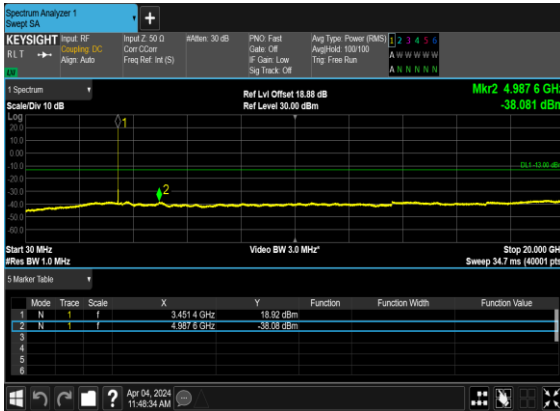 Spectrum Analyzer 1
Swept SA
+
KEYSIGHT Input: RF Input Z: 50 Ω #Atten: 30 dB PNO: Fast Avg Type: Power (RMS) 1 2 3 4 5 6
RLT Coupling: DC Corr CCorr Gate: Off Avg|Hold: 100/100 A W W W W W
Align: Auto Freq Ref: Int (S) IF Gain: Low Trig: Free Run
Sig Track: Off A N N N N N
1 Spectrum Ref Lvl Offset 18.88 dB Mkr2 4.987 6 GHz
Scale/Div 10 dB Ref Level 30.00 dBm -38.081 dBm
Log
20.0
10.0
0.00
-10.0
-20.0
-30.0
-40.0
-50.0
-60.0
1
2
DL1 -13.00 dBm
Start 30 MHz Video BW 3.0 MHz* Stop 20.000 GHz
#Res BW 1.0 MHz Sweep 34.7 ms (40001 pts)
5 Marker Table
Mode Trace Scale X Y Function Function Width Function Value
1 N 1 f 3.451 4 GHz 18.92 dBm
2 N 1 f 4.987 6 GHz -38.08 dBm
3
4
5
6
? Apr 04, 2024
11:48:34 AM